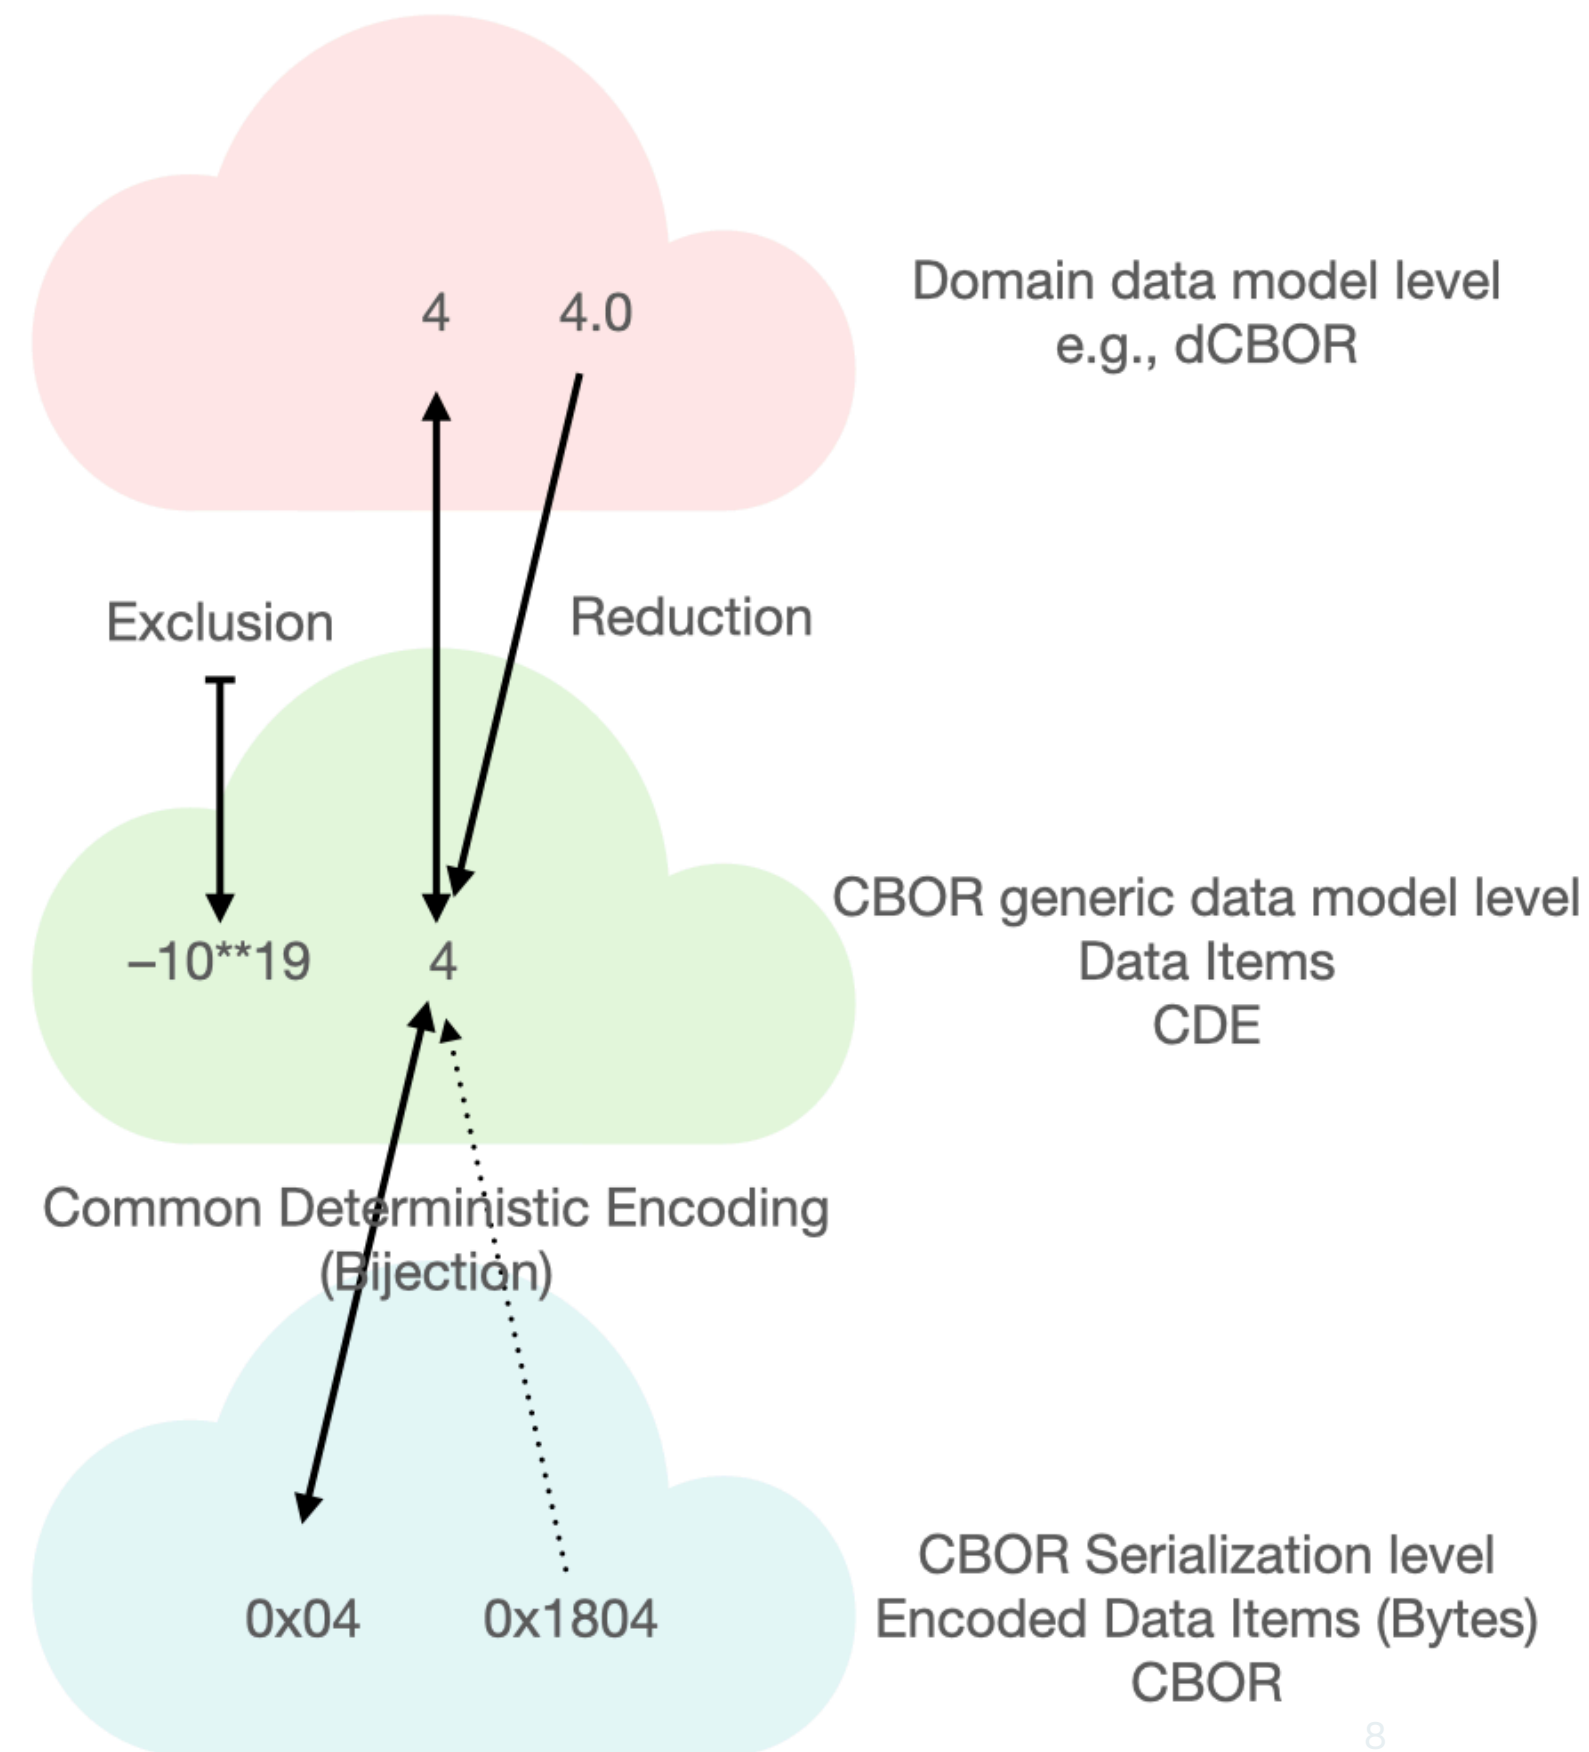 4 4.0
Domain data model level
e.g., dCBOR
Exclusion
Reduction
–10**19 4
CBOR generic data model level
Data Items
CDE
Common Deterministic Encoding
(Bijection)
0x04 0x1804
CBOR Serialization level
Encoded Data Items (Bytes)
CBOR
8